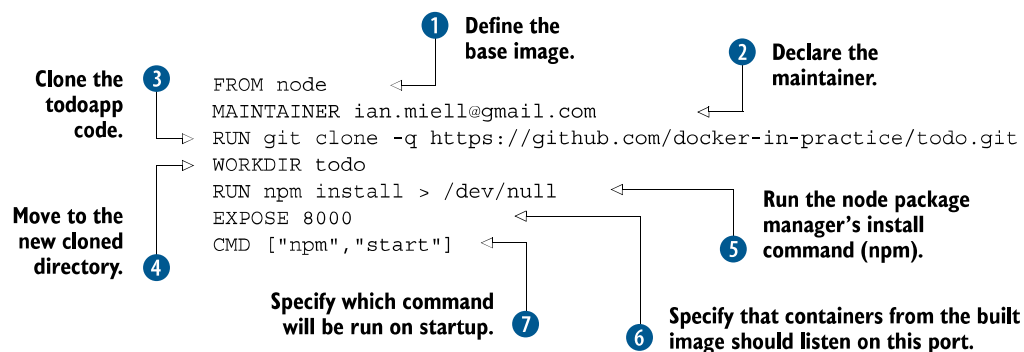 1 Define the
base image.
2 Declare the
maintainer.
Clone the
todoapp
code.
3
FROM node
MAINTAINER ian.miell@gmail.com
RUN git clone -q https://github.com/docker-in-practice/todo.git
WORKDIR todo
RUN npm install > /dev/null
EXPOSE 8000
CMD ["npm","start"]
Move to the
new cloned
directory.
4
Run the node package
manager's install
command (npm).
5
Specify which command
will be run on startup.
7
6
Specify that containers from the built
image should listen on this port.